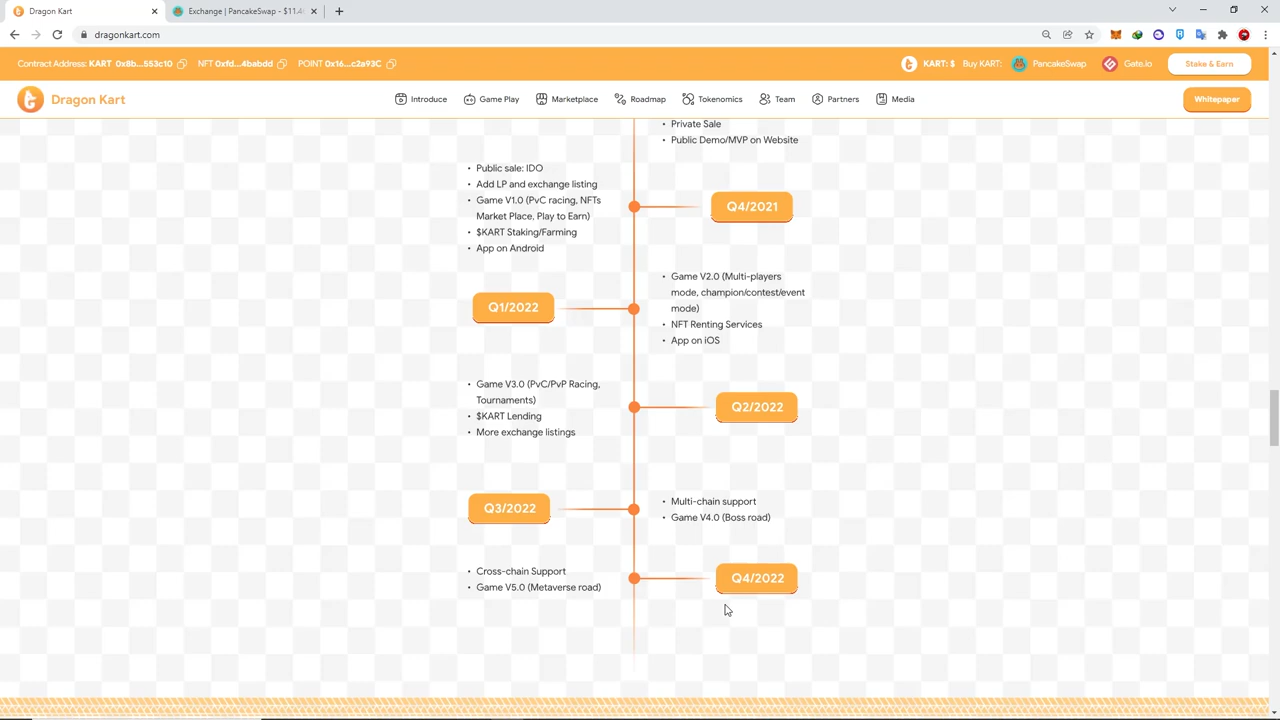 Dragon Kart
Exchange | PancakeSwap - $11.4
dragonkart.com
Contract Address: KART 0x8b...553c10
NFT 0xfd...4babdd
POINT 0x16...c2a93C
KART: $
Buy KART:
PancakeSwap
Gate.io
Stake & Earn
Dragon Kart
Introduce
Game Play
Marketplace
Roadmap
Tokenomics
Team
Partners
Media
Whitepaper
• Private Sale
• Public Demo/MVP on Website
• Public sale: IDO
• Add LP and exchange listing
• Game V1.0 (PvC racing, NFTs
Market Place, Play to Earn)
• $KART Staking/Farming
• App on Android
Q4/2021
• Game V2.0 (Multi-players
mode, champion/contest/event
mode)
• NFT Renting Services
• App on iOS
Q1/2022
• Game V3.0 (PvC/PvP Racing,
Tournaments)
• $KART Lending
• More exchange listings
Q2/2022
• Multi-chain support
• Game V4.0 (Boss road)
Q3/2022
• Cross-chain Support
• Game V5.0 (Metaverse road)
Q4/2022